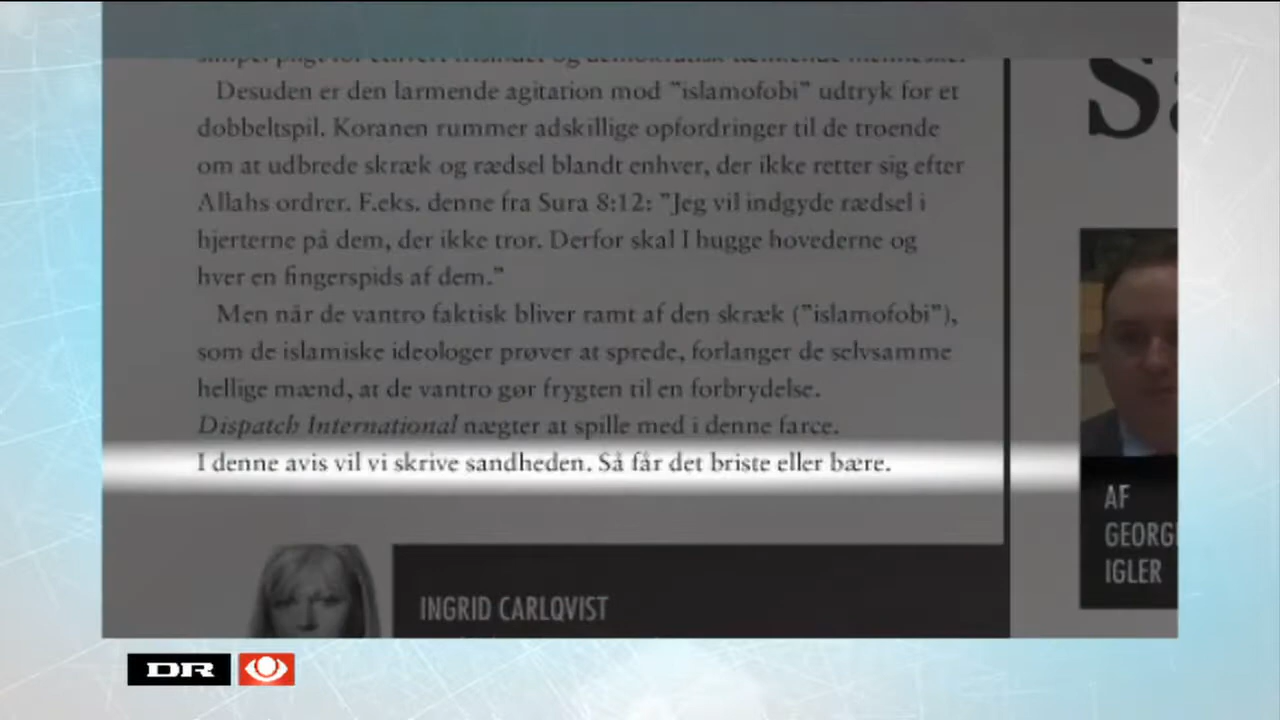 Desuden er den larmende agitation mod "islamofobi" udtryk for et
dobbeltspil. Koranen rummer adskillige opfordringer til de troende
om at udbrede skræk og rædsel blandt enhver, der ikke retter sig efter
Allahs ordrer. F.eks. denne fra Sura 8:12: "Jeg vil indgyde rædsel i
hjerterne på dem, der ikke tror. Derfor skal I hugge hovederne og
hver en fingerspids af dem."
Men når de vantro faktisk bliver ramt af den skræk ("islamofobi"),
som de islamiske ideologer prøver at sprede, forlanger de selvsamme
hellige mænd, at de vantro gør frygten til en forbrydelse.
Dispatch International nægter at spille med i denne farce.
I denne avis vil vi skrive sandheden. Så får det briste eller bære.
INGRID CARLQVIST
AF
GEORG
IGLER
DR